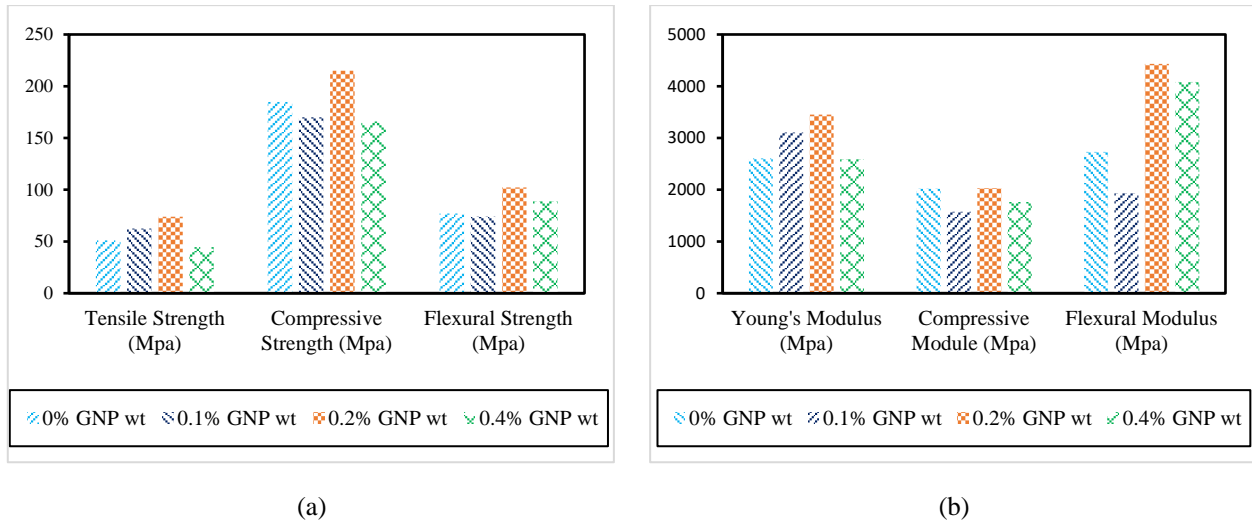 250
200
150
100
50
0
Tensile Strength
(Mpa)
Compressive
Strength (Mpa)
Flexural Strength
(Mpa)
0% GNP wt 0.1% GNP wt 0.2% GNP wt 0.4% GNP wt
(a)
5000
4000
3000
2000
1000
0
Young's Modulus
(Mpa)
Compressive
Module (Mpa)
Flexural Modulus
(Mpa)
0% GNP wt 0.1% GNP wt 0.2% GNP wt 0.4% GNP wt
(b)